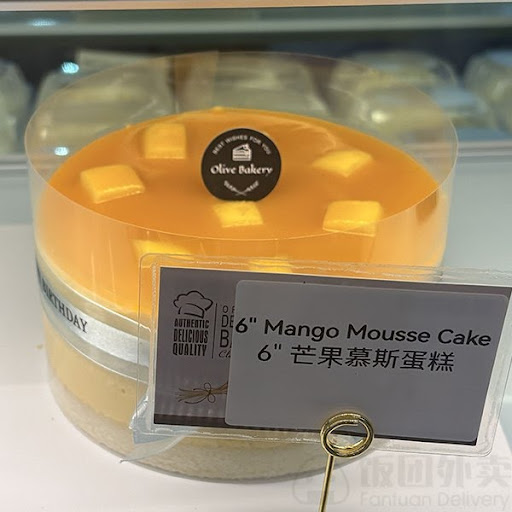 BEST WISHES FOR YOU
Olive Bakery
BIRTHDAY
AUTHENTIC
DELICIOUS
QUALITY
6" Mango Mousse Cake
6" 芒果慕斯蛋糕
饭团外卖
Fantuan Delivery